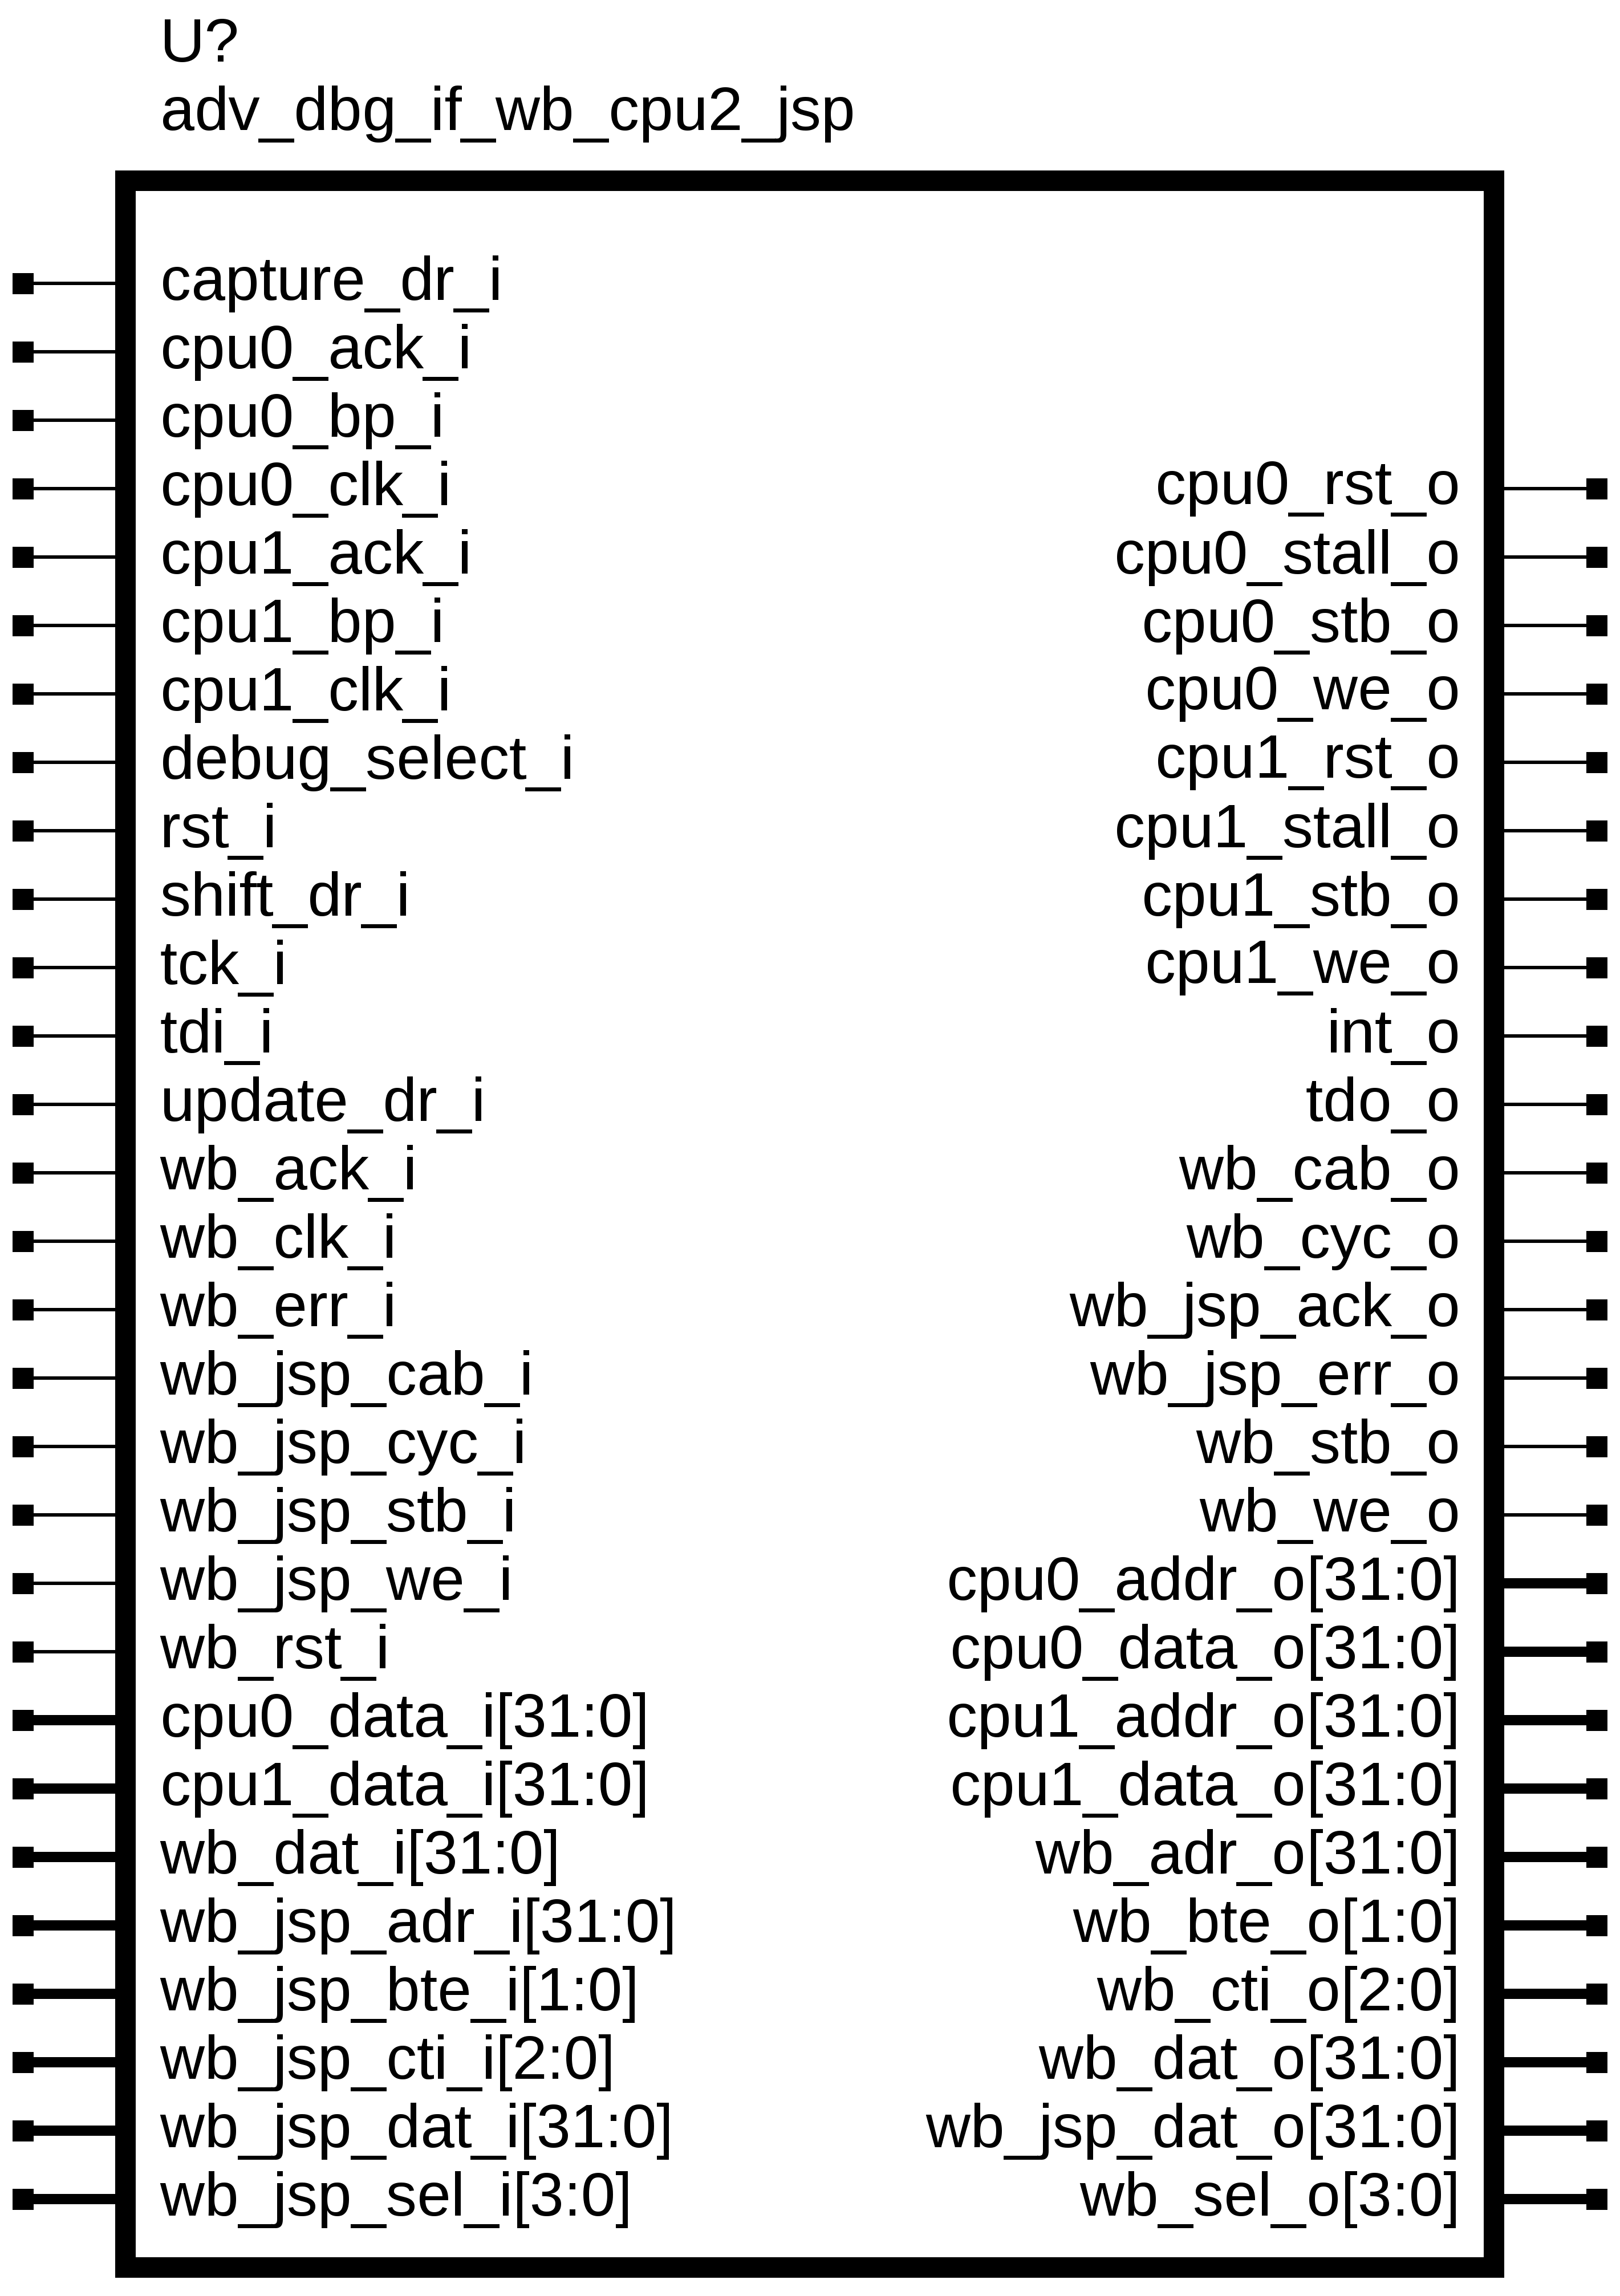 U?
adv_dbg_if_wb_cpu2_jsp
capture_dr_i
cpu0_ack_i
cpu0_bp_i
cpu0_clk_i cpu0_rst_o
cpu1_ack_i cpu0_stall_o
cpu1_bp_i cpu0_stb_o
cpu1_clk_i cpu0_we_o
debug_select_i cpu1_rst_o
rst_i cpu1_stall_o
shift_dr_i cpu1_stb_o
tck_i cpu1_we_o
tdi_i int_o
update_dr_i tdo_o
wb_ack_i wb_cab_o
wb_clk_i wb_cyc_o
wb_err_i wb_jsp_ack_o
wb_jsp_cab_i wb_jsp_err_o
wb_jsp_cyc_i wb_stb_o
wb_jsp_stb_i wb_we_o
wb_jsp_we_i cpu0_addr_o[31:0]
wb_rst_i cpu0_data_o[31:0]
cpu0_data_i[31:0] cpu1_addr_o[31:0]
cpu1_data_i[31:0] cpu1_data_o[31:0]
wb_dat_i[31:0] wb_adr_o[31:0]
wb_jsp_adr_i[31:0] wb_bte_o[1:0]
wb_jsp_bte_i[1:0] wb_cti_o[2:0]
wb_jsp_cti_i[2:0] wb_dat_o[31:0]
wb_jsp_dat_i[31:0] wb_jsp_dat_o[31:0]
wb_jsp_sel_i[3:0] wb_sel_o[3:0]